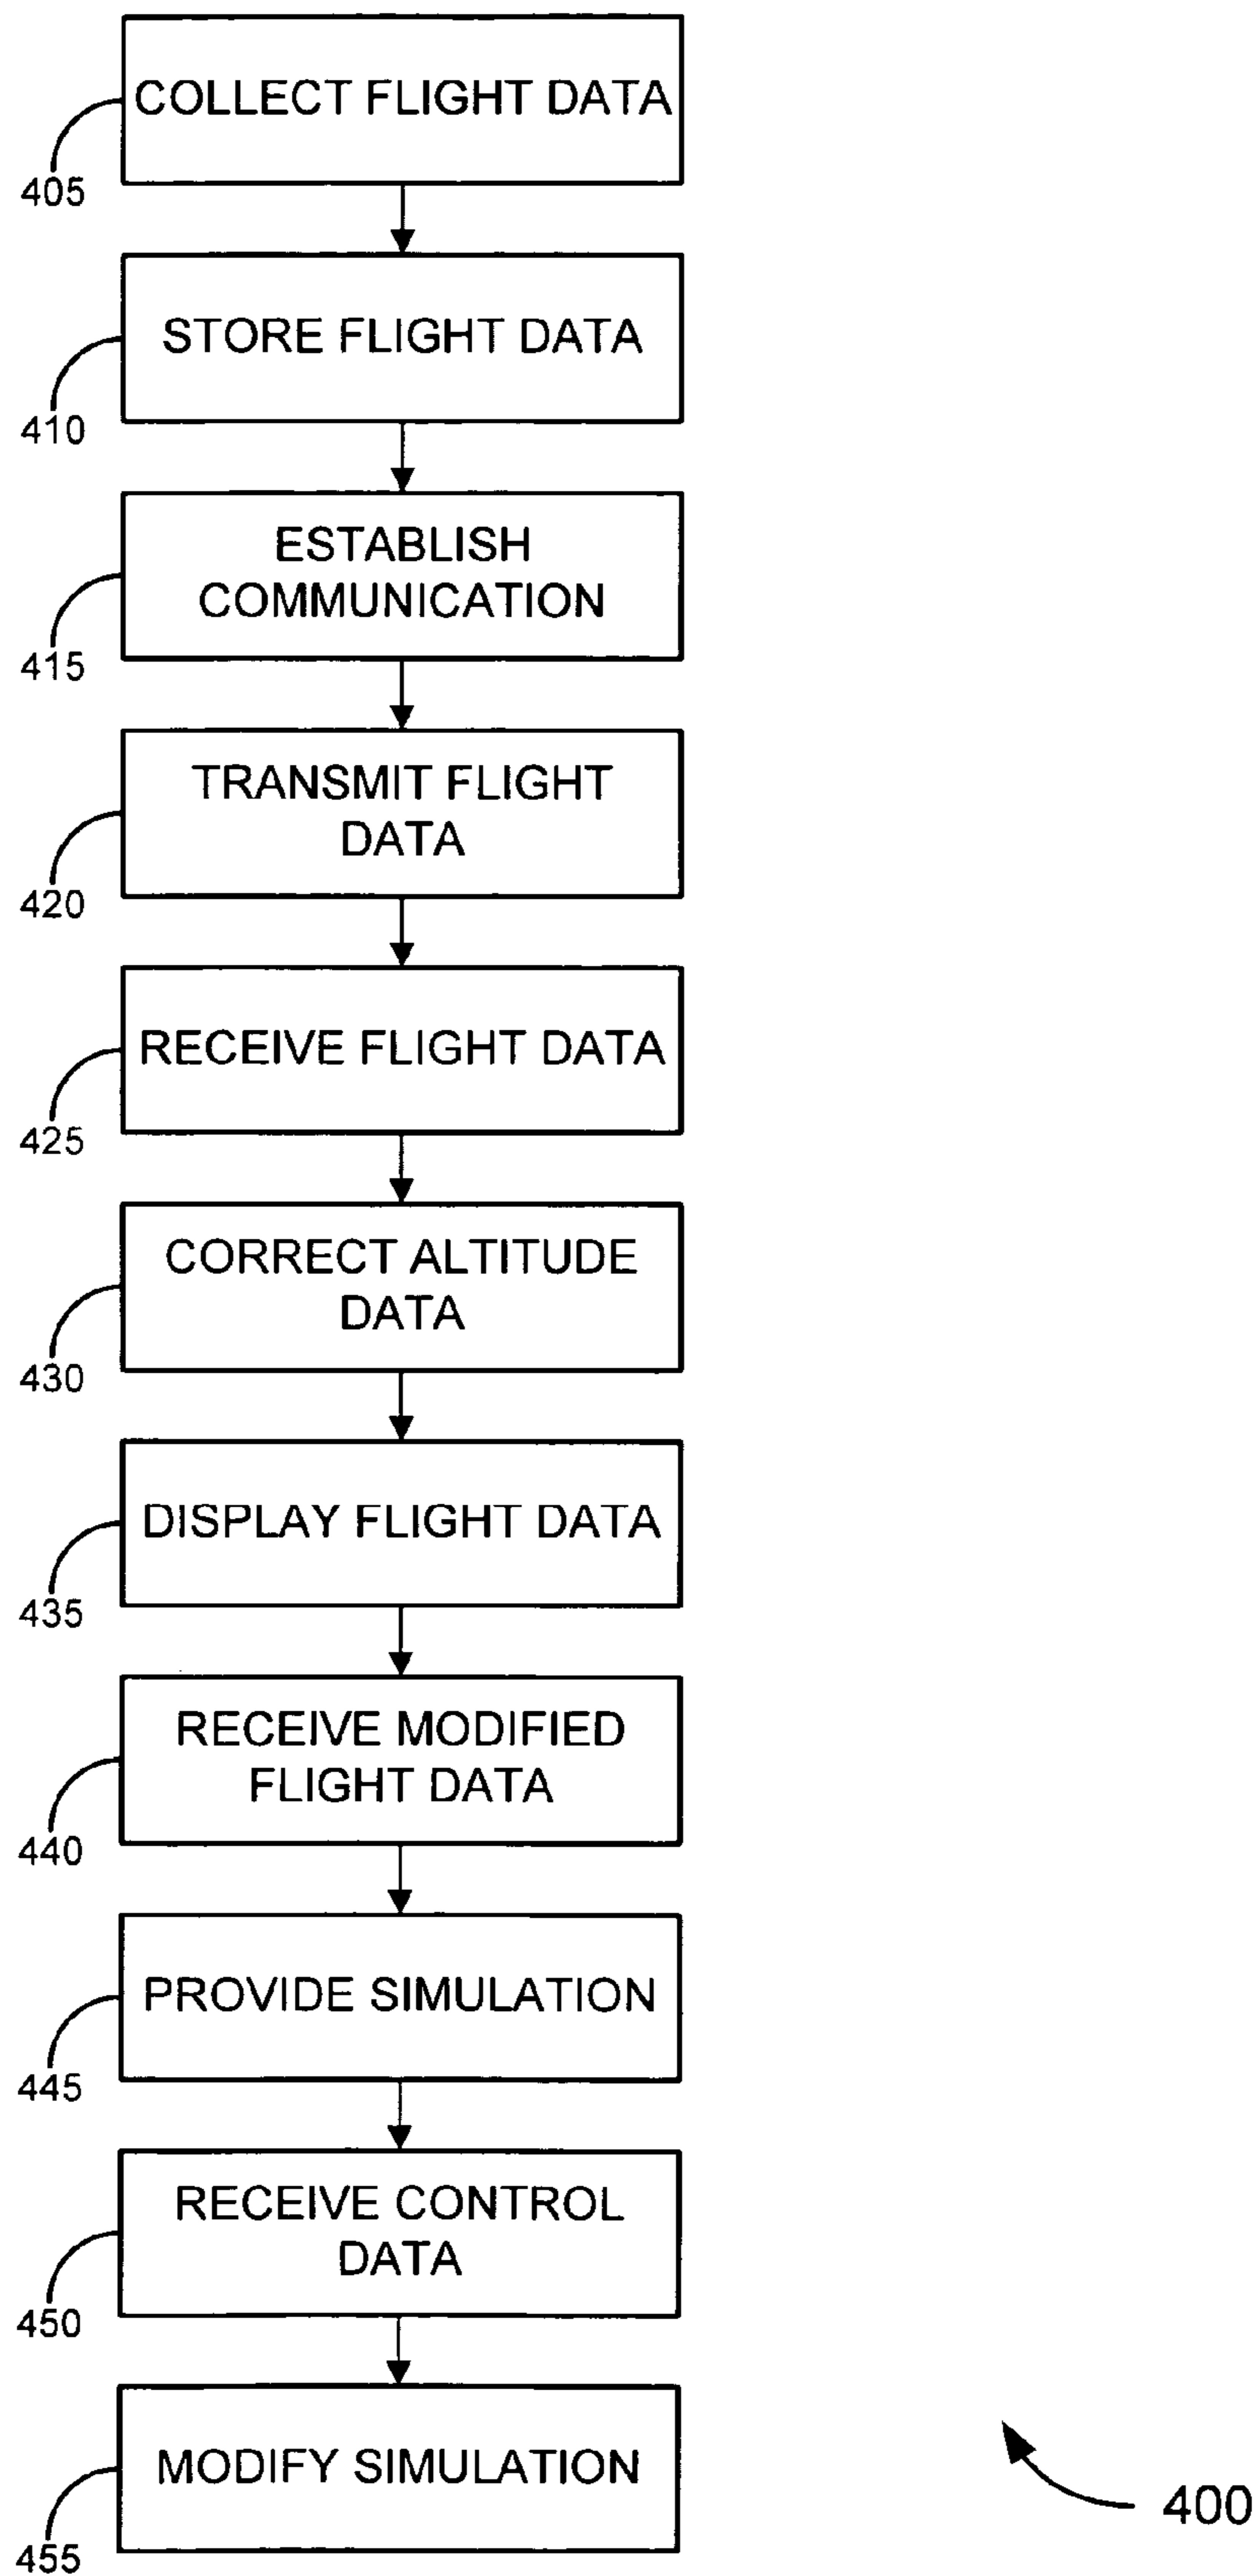 COLLECT FLIGHT DATA
405
STORE FLIGHT DATA
410
ESTABLISH
COMMUNICATION
415
TRANSMIT FLIGHT
DATA
420
RECEIVE FLIGHT DATA
425
CORRECT ALTITUDE
DATA
430
DISPLAY FLIGHT DATA
435
RECEIVE MODIFIED
FLIGHT DATA
440
PROVIDE SIMULATION
445
RECEIVE CONTROL
DATA
450
MODIFY SIMULATION
455
400